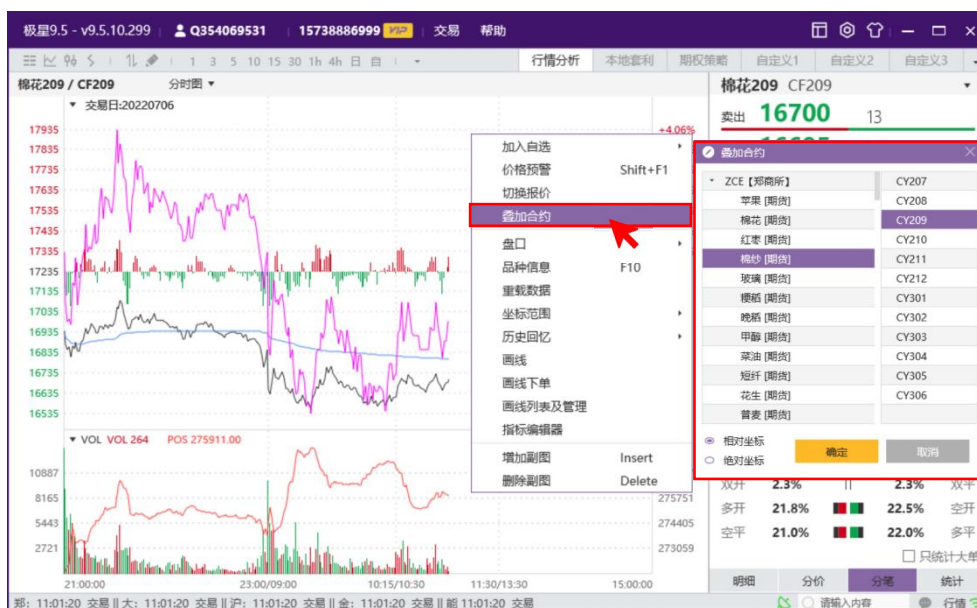 极星9.5 - v9.5.10.299 Q354069531 15738886999 VIP 交易 帮助
1 3 5 10 15 30 1h 4h 日 自 行情分析 本地套利 期权策略 自定义1 自定义2 自定义3
棉花209 / CF209 分时图
棉花209 CF209
交易日:20220706
卖出 16700 13
17935
17835
17735
17635
17535
17435
17335
17235
17135
17035
16935
16835
16735
16635
16535
+4.06%
加入自选
价格预警 Shift+F1
切换报价
叠加合约
盘口
品种信息 F10
重载数据
坐标范围
历史回忆
画线
画线下单
画线列表及管理
指标编辑器
增加副图 Insert
删除副图 Delete
叠加合约
ZCE【郑商所】 CY207
苹果 [期货] CY208
棉花 [期货] CY209
红枣 [期货] CY210
棉纱 [期货] CY211
玻璃 [期货] CY212
粳稻 [期货] CY301
晚稻 [期货] CY302
甲醇 [期货] CY303
菜油 [期货] CY304
短纤 [期货] CY305
花生 [期货] CY306
普麦 [期货]
相对坐标
绝对坐标
确定 取消
VOL VOL 264 POS 275911.00
10887
8165
5443
2721
275751
274405
273059
双开 2.3% 2.3% 双平
多开 21.8% 22.5% 空开
空平 21.0% 22.0% 多平
只统计大单
21:00:00 23:00/09:00 10:15/10:30 11:30/13:30 15:00:00
明细 分价 分笔 统计
郑: 11:01:20 交易 || 大: 11:01:20 交易 || 沪: 11:01:20 交易 || 金: 11:01:20 交易 || 能 11:01:20 交易
请输入内容 行情